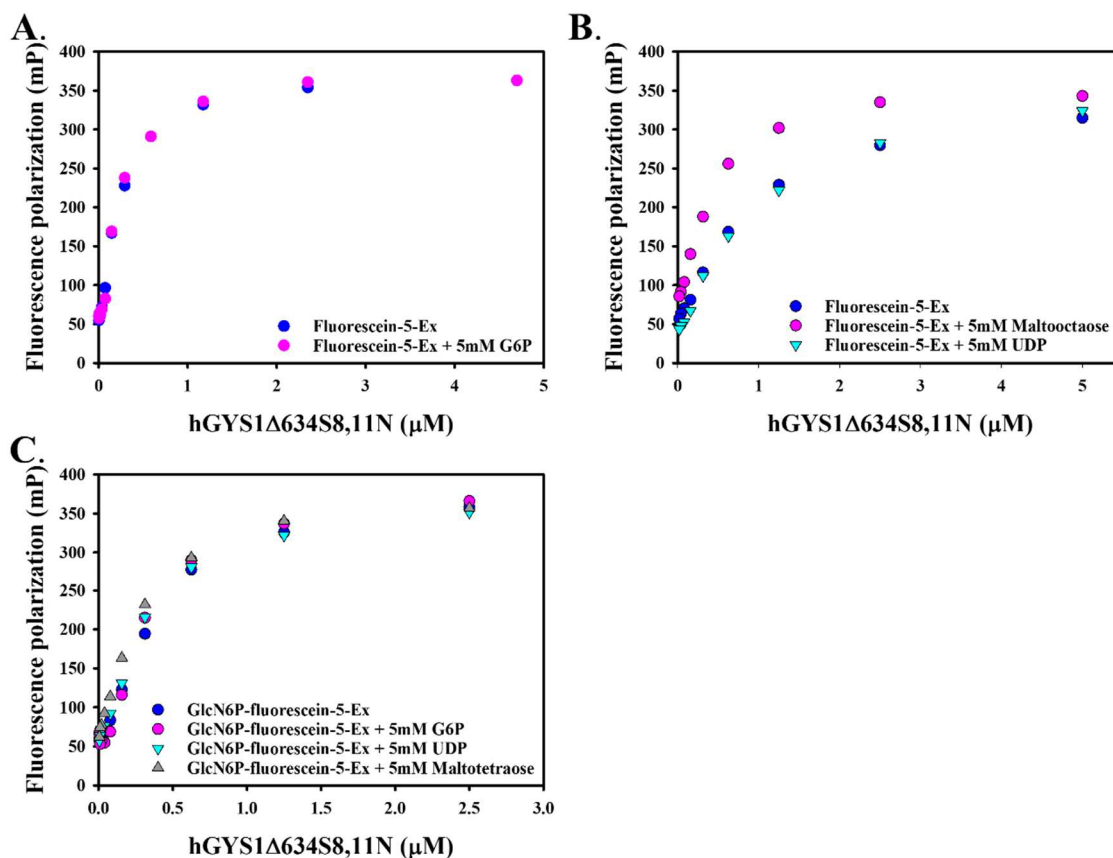 A.
400
350
300
250
200
150
100
50
0
Fluorescence polarization (mP)
0 1 2 3 4 5
hGYS1Δ634S8,11N (μM)
Fluorescein-5-Ex
Fluorescein-5-Ex + 5mM G6P
B.
400
350
300
250
200
150
100
50
0
Fluorescence polarization (mP)
0 1 2 3 4 5
hGYS1Δ634S8,11N (μM)
Fluorescein-5-Ex
Fluorescein-5-Ex + 5mM Maltooctaose
Fluorescein-5-Ex + 5mM UDP
C.
400
350
300
250
200
150
100
50
0
Fluorescence polarization (mP)
0.0 0.5 1.0 1.5 2.0 2.5 3.0
hGYS1Δ634S8,11N (μM)
GlcN6P-fluorescein-5-Ex
GlcN6P-fluorescein-5-Ex + 5mM G6P
GlcN6P-fluorescein-5-Ex + 5mM UDP
GlcN6P-fluorescein-5-Ex + 5mM Maltotetraose